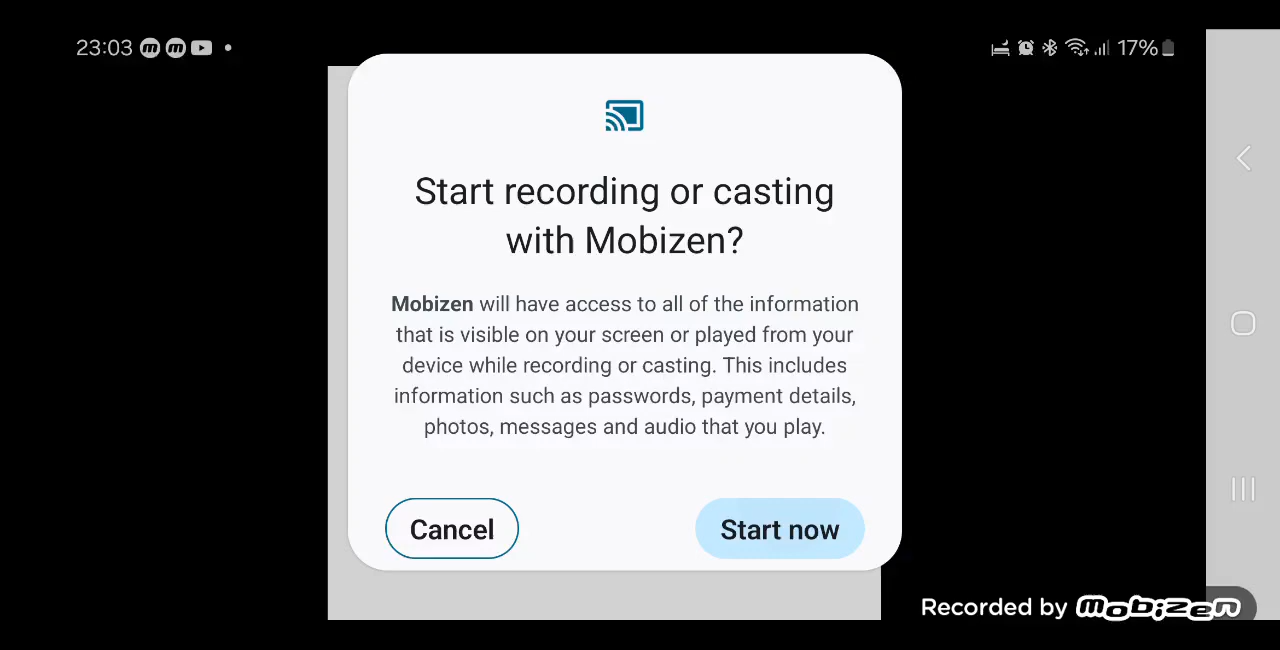 23:03
17%
Start recording or casting
with Mobizen?
Mobizen will have access to all of the information
that is visible on your screen or played from your
device while recording or casting. This includes
information such as passwords, payment details,
photos, messages and audio that you play.
Cancel
Start now
Recorded by mobizen